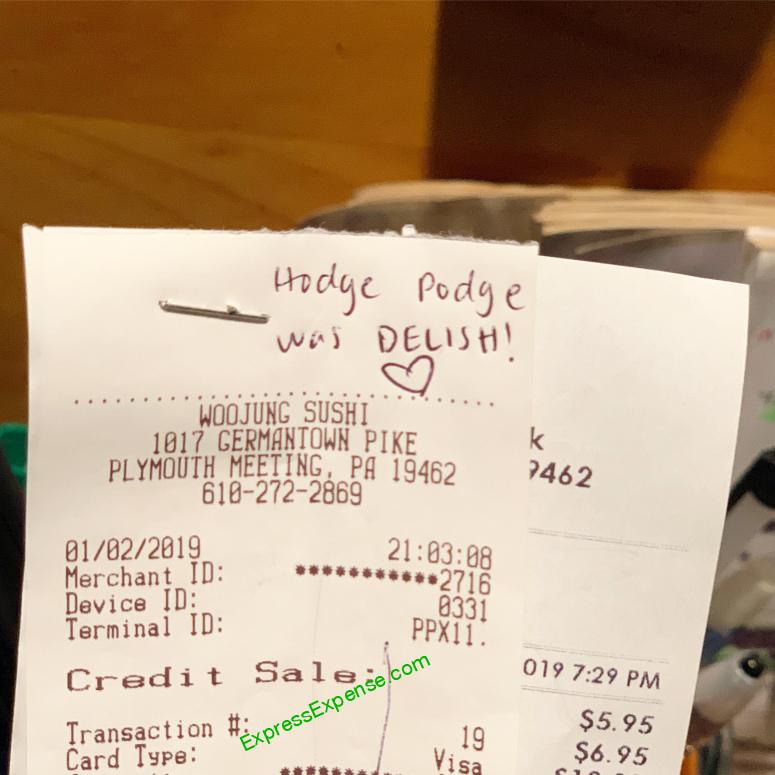 Hodge Podge
was DELISH!
WOOJUNG SUSHI
1017 GERMANTOWN PIKE
PLYMOUTH MEETING, PA 19462
610-272-2869
01/02/2019 21:03:08
Merchant ID: ***********2716
Device ID: 0331
Terminal ID: PPX11.
Credit Sale:
Transaction #: 19
Card Type: Visa
ExpressExpense.com
k
9462
019 7:29 PM
$5.95
$6.95